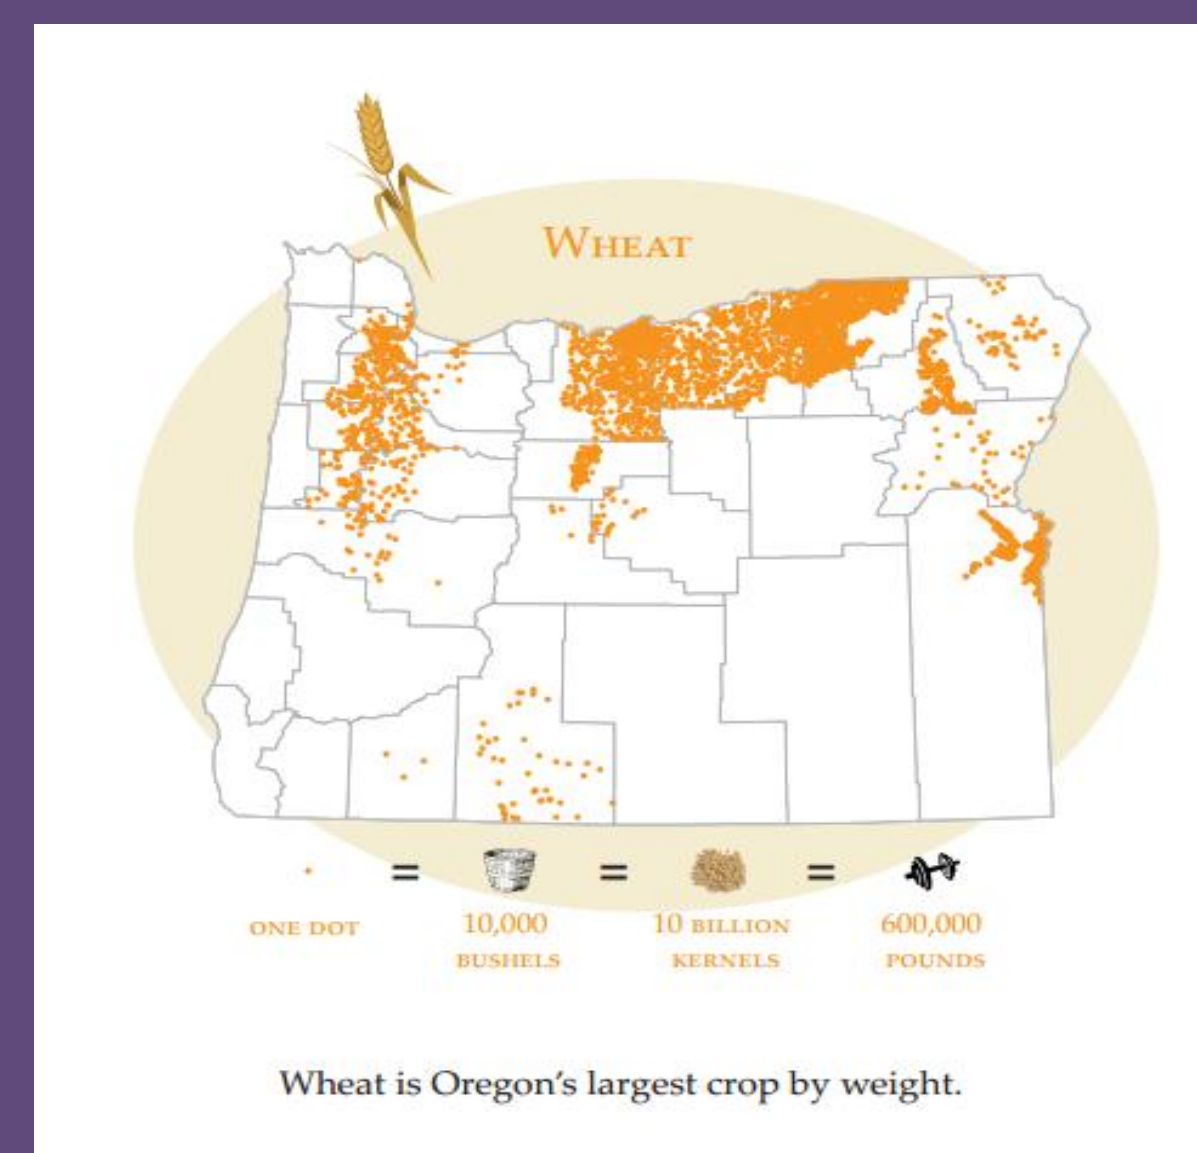 WHEAT
= = =
ONE DOT 10,000 BUSHELS 10 BILLION KERNELS 600,000 POUNDS
Wheat is Oregon's largest crop by weight.